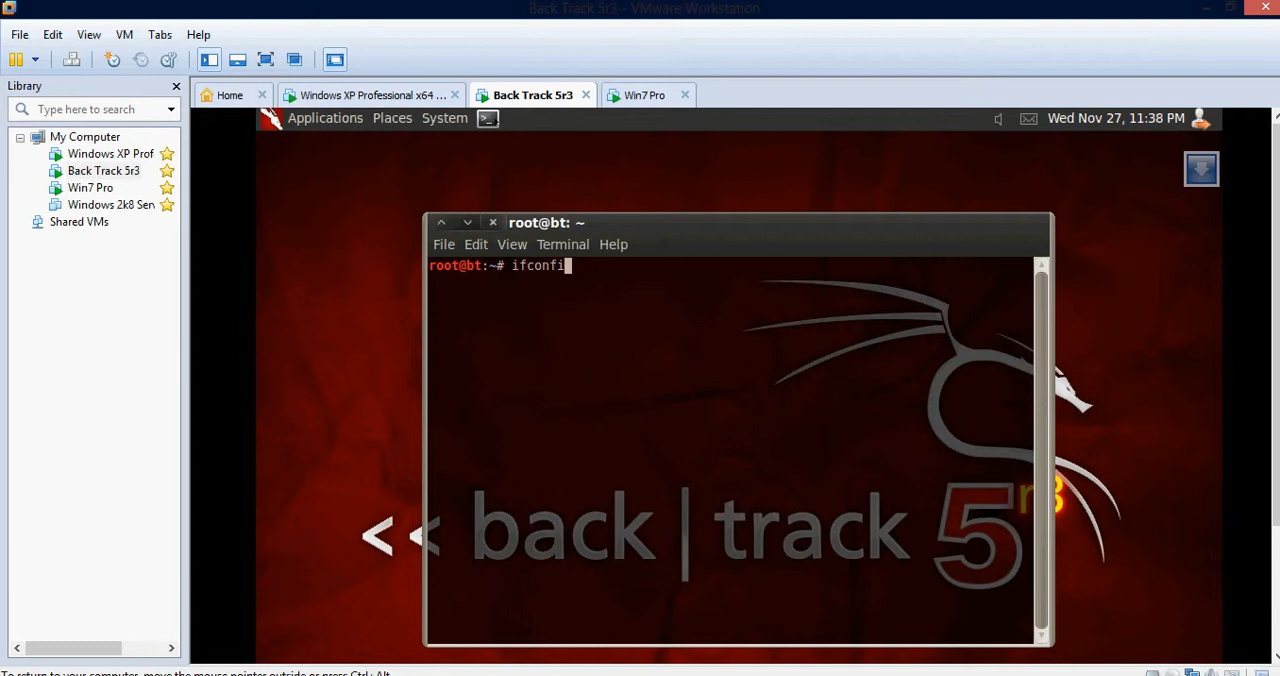 Back Track 5r3 - VMware Workstation
File Edit View VM Tabs Help
Library
Type here to search
My Computer
Windows XP Prof
Back Track 5r3
Win7 Pro
Windows 2k8 Ser
Shared VMs
Home Windows XP Professional x64 ... Back Track 5r3 Win7 Pro
Applications Places System >_ Wed Nov 27, 11:38 PM
root@bt: ~
File Edit View Terminal Help
root@bt:~# ifconfi
<< back | track 5 r3
To return to your computer, move the mouse pointer outside or press Ctrl+Alt.